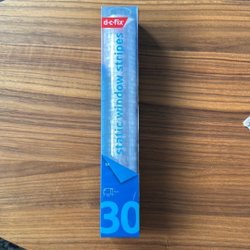 d-c-fix
static window stripes
30